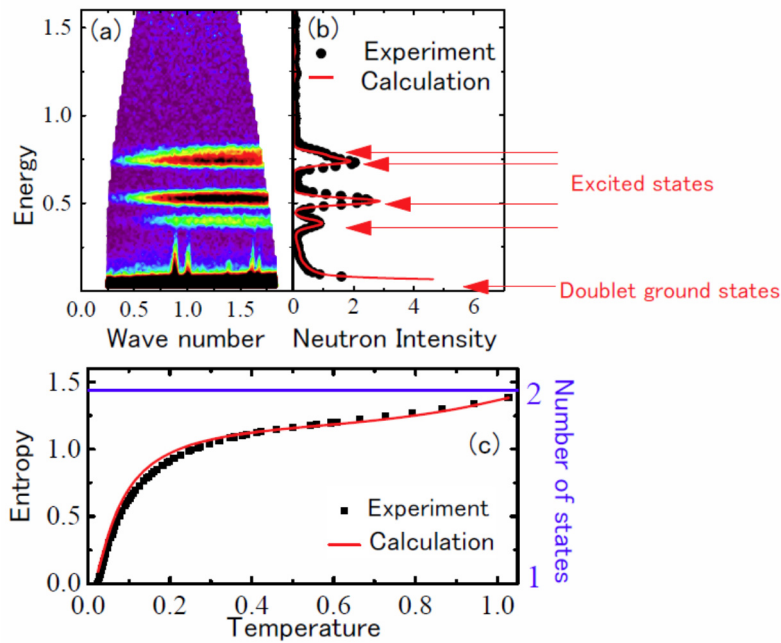 (a)
(b)
Experiment
Calculation
1.5
1.0
0.5
Energy
Excited states
Doublet ground states
0.0 0.5 1.0 1.5
0 2 4 6
Wave number
Neutron Intensity
1.5
1.0
0.5
0.0
Entropy
(c)
Experiment
Calculation
2
1
Number of states
0.0 0.2 0.4 0.6 0.8 1.0
Temperature